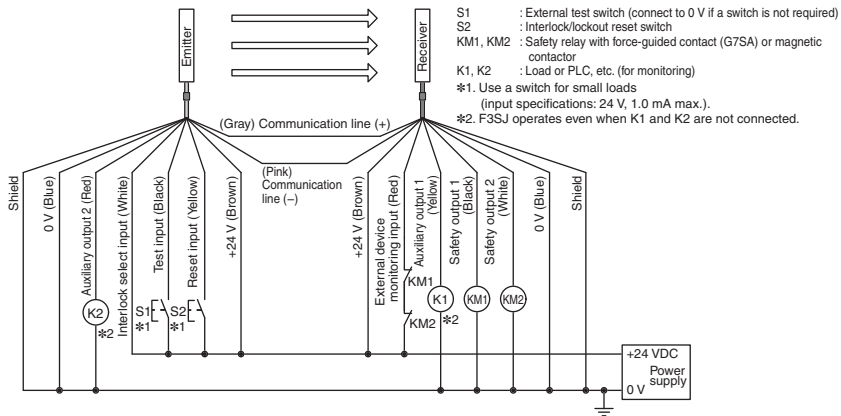 S1 : External test switch (connect to 0 V if a switch is not required)
S2 : Interlock/lockout reset switch
KM1, KM2 : Safety relay with force-guided contact (G7SA) or magnetic
contactor
K1, K2 : Load or PLC, etc. (for monitoring)
*1. Use a switch for small loads
(input specifications: 24 V, 1.0 mA max.).
*2. F3SJ operates even when K1 and K2 are not connected.
Emitter
Receiver
(Gray) Communication line (+)
(Pink)
Communication
line (−)
Shield
0 V (Blue)
Auxiliary output 2 (Red)
Interlock select input (White)
Test input (Black)
Reset input (Yellow)
+24 V (Brown)
+24 V (Brown)
External device
monitoring input (Red)
Auxiliary output 1
(Yellow)
Safety output 1
(Black)
Safety output 2
(White)
0 V (Blue)
Shield
K2
*2
S1
*1
S2
*1
KM1
KM2
K1
*2
KM1
KM2
+24 VDC
Power
supply
0 V